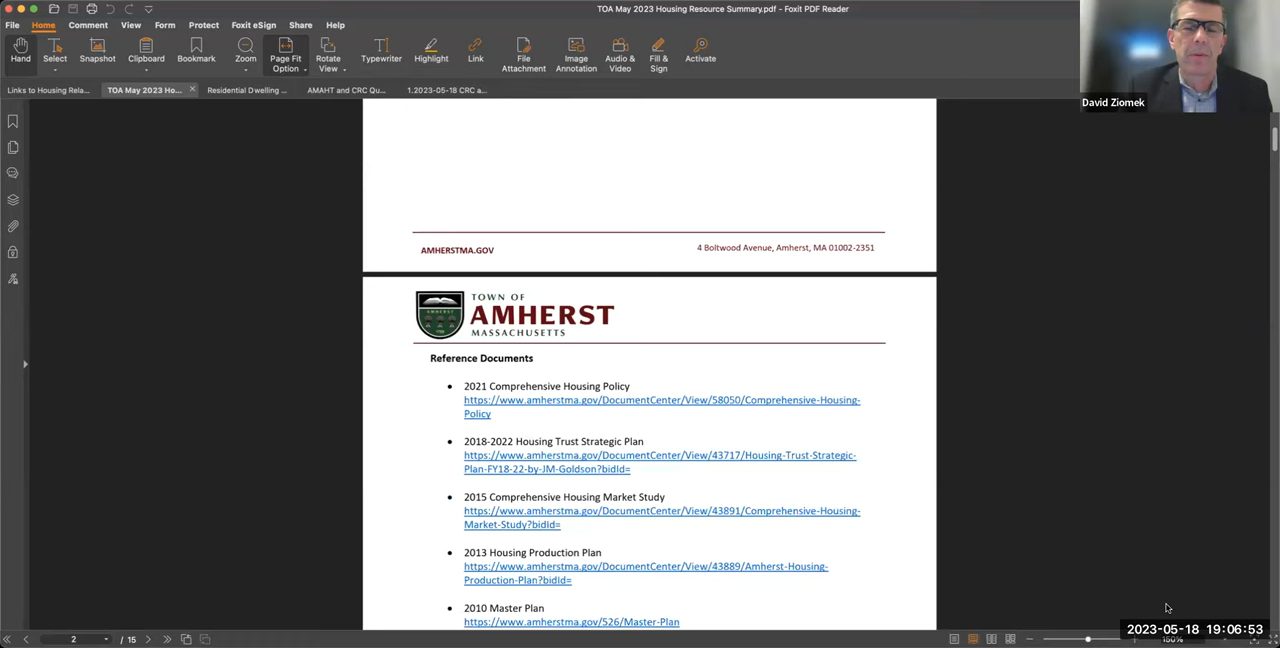 TOA May 2023 Housing Resource Summary.pdf - Foxit PDF Reader
File Home Comment View Form Protect Foxit eSign Share Help
Hand Select Snapshot Clipboard Bookmark Zoom Page Fit Option Rotate View Typewriter Highlight Link File Attachment Image Annotation Audio & Video Fill & Sign Activate
David Ziomek
Links to Housing Rela... TOA May 2023 Ho... Residential Dwelling ... AMAHT and CRC Qu... 1.2023-05-18 CRC a...
AMHERSTMA.GOV 4 Boltwood Avenue, Amherst, MA 01002-2351
AMHERST
TOWN OF
AMHERST
MASSACHUSETTS
Reference Documents
• 2021 Comprehensive Housing Policy
https://www.amherstma.gov/DocumentCenter/View/58050/Comprehensive-Housing-
Policy
• 2018-2022 Housing Trust Strategic Plan
https://www.amherstma.gov/DocumentCenter/View/43717/Housing-Trust-Strategic-
Plan-FY18-22-by-JM-Goldson?bidId=
• 2015 Comprehensive Housing Market Study
https://www.amherstma.gov/DocumentCenter/View/43891/Comprehensive-Housing-
Market-Study?bidId=
• 2013 Housing Production Plan
https://www.amherstma.gov/DocumentCenter/View/43889/Amherst-Housing-
Production-Plan?bidId=
• 2010 Master Plan
https://www.amherstma.gov/526/Master-Plan
2023-05-18 19:06:53
2 / 15 150%